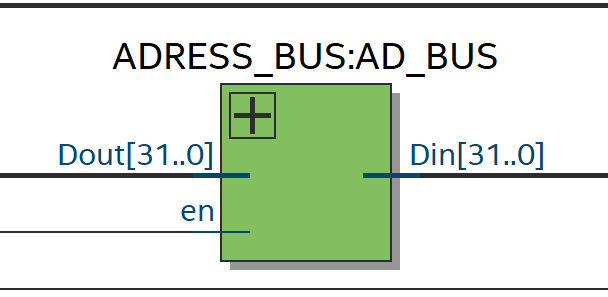 ADRESS_BUS:AD_BUS
Dout[31..0]
Din[31..0]
en